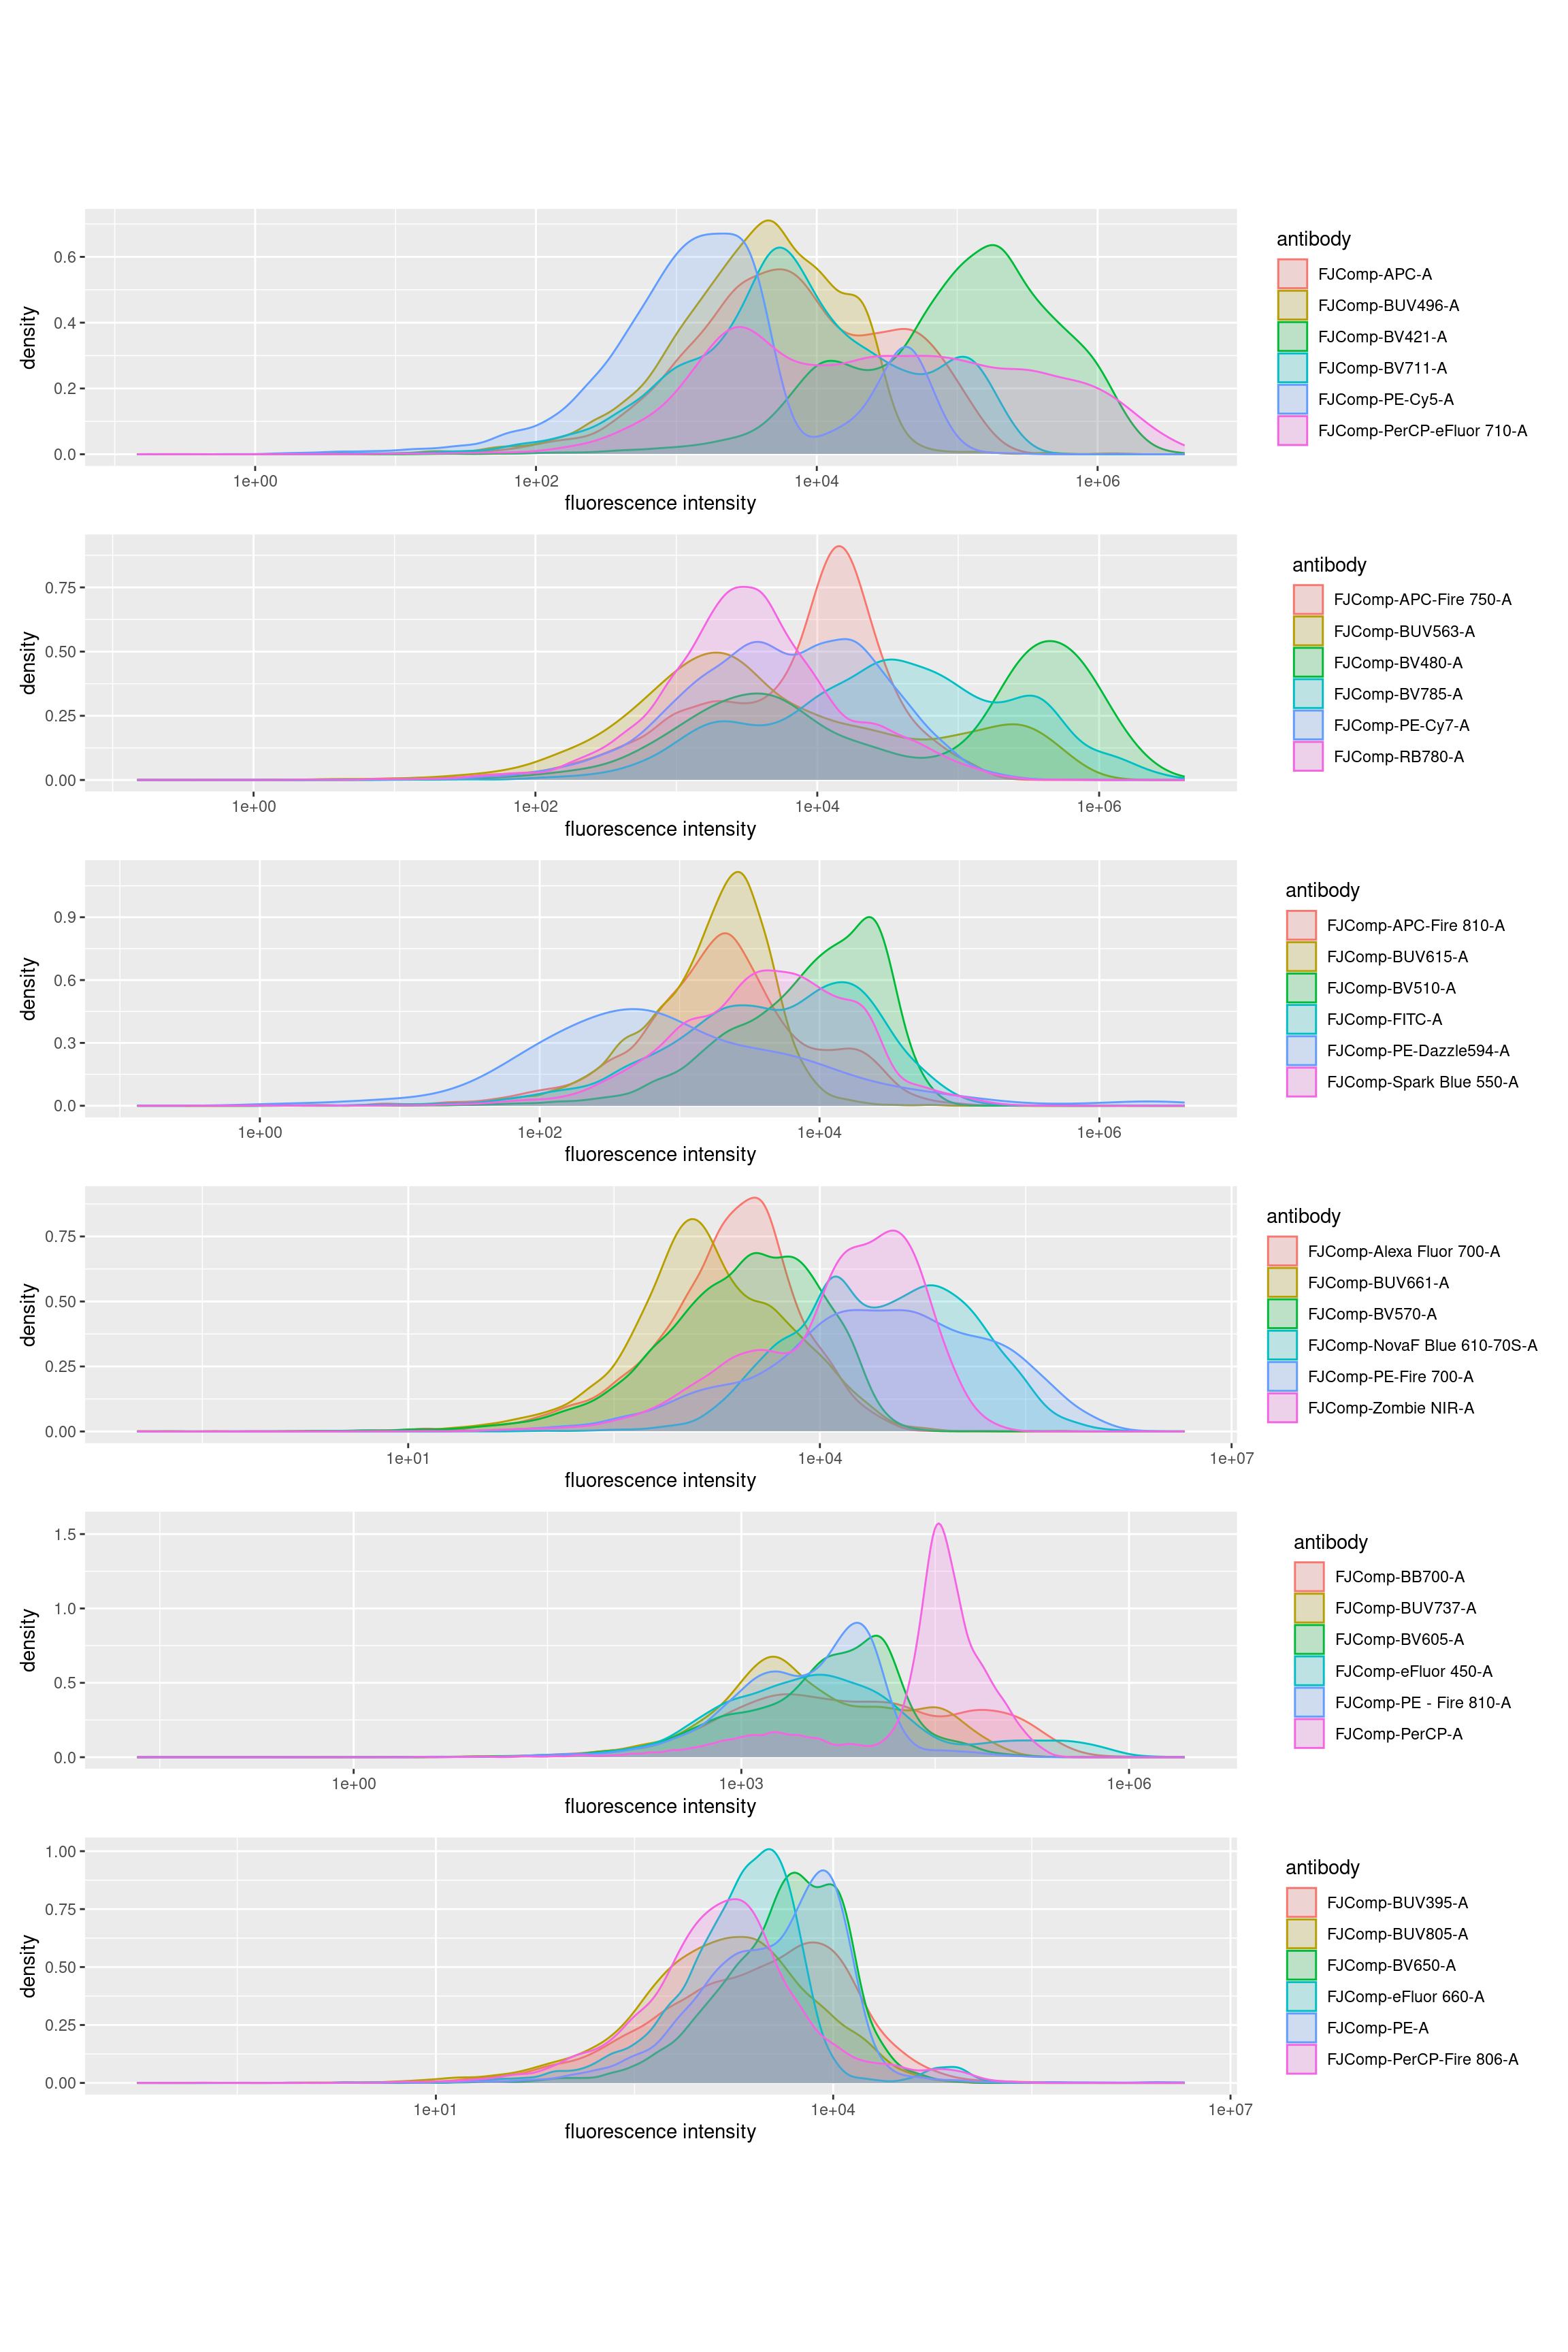 antibody
FJComp-APC-A
FJComp-BUV496-A
FJComp-BV421-A
FJComp-BV711-A
FJComp-PE-Cy5-A
FJComp-PerCP-eFluor 710-A
density
0.6
0.4
0.2
0.0
1e+00 1e+02 1e+04 1e+06
fluorescence intensity
antibody
FJComp-APC-Fire 750-A
FJComp-BUV563-A
FJComp-BV480-A
FJComp-BV785-A
FJComp-PE-Cy7-A
FJComp-RB780-A
density
0.75
0.50
0.25
0.00
1e+00 1e+02 1e+04 1e+06
fluorescence intensity
antibody
FJComp-APC-Fire 810-A
FJComp-BUV615-A
FJComp-BV510-A
FJComp-FITC-A
FJComp-PE-Dazzle594-A
FJComp-Spark Blue 550-A
density
0.9
0.6
0.3
0.0
1e+00 1e+02 1e+04 1e+06
fluorescence intensity
antibody
FJComp-Alexa Fluor 700-A
FJComp-BUV661-A
FJComp-BV570-A
FJComp-NovaF Blue 610-70S-A
FJComp-PE-Fire 700-A
FJComp-Zombie NIR-A
density
0.75
0.50
0.25
0.00
1e+01 1e+04 1e+07
fluorescence intensity
antibody
FJComp-BB700-A
FJComp-BUV737-A
FJComp-BV605-A
FJComp-eFluor 450-A
FJComp-PE - Fire 810-A
FJComp-PerCP-A
density
1.5
1.0
0.5
0.0
1e+00 1e+03 1e+06
fluorescence intensity
antibody
FJComp-BUV395-A
FJComp-BUV805-A
FJComp-BV650-A
FJComp-eFluor 660-A
FJComp-PE-A
FJComp-PerCP-Fire 806-A
density
1.00
0.75
0.50
0.25
0.00
1e+01 1e+04 1e+07
fluorescence intensity